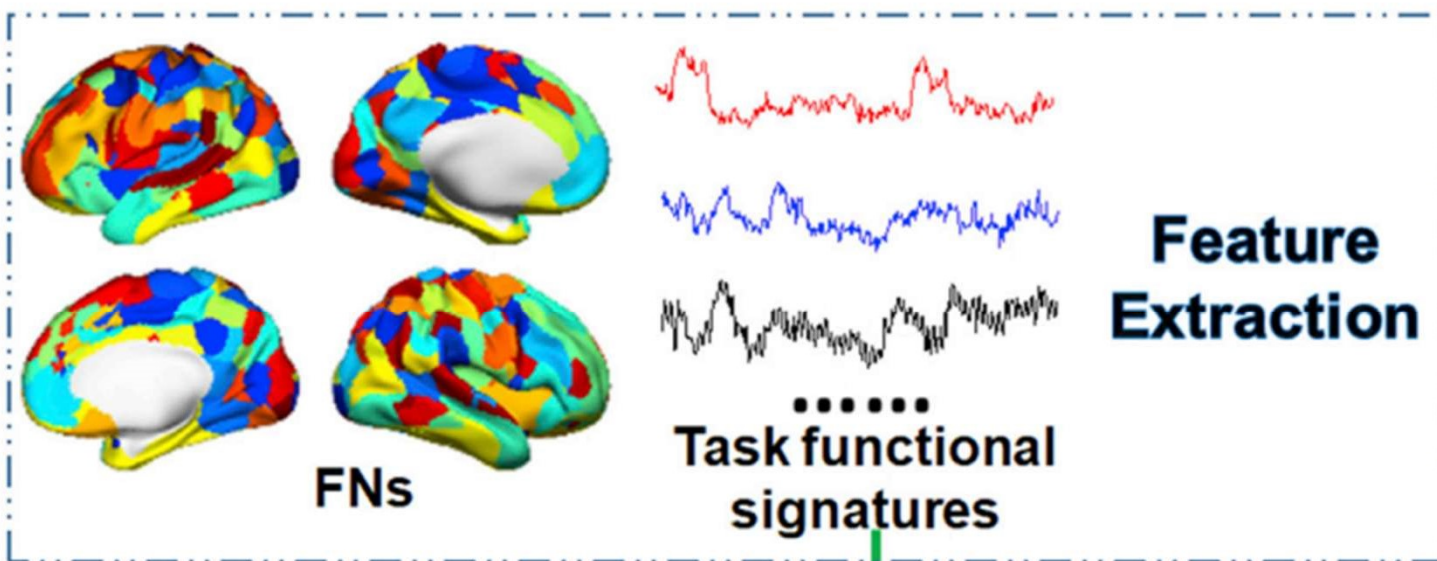 FNs
Task functional
signatures
Feature
Extraction